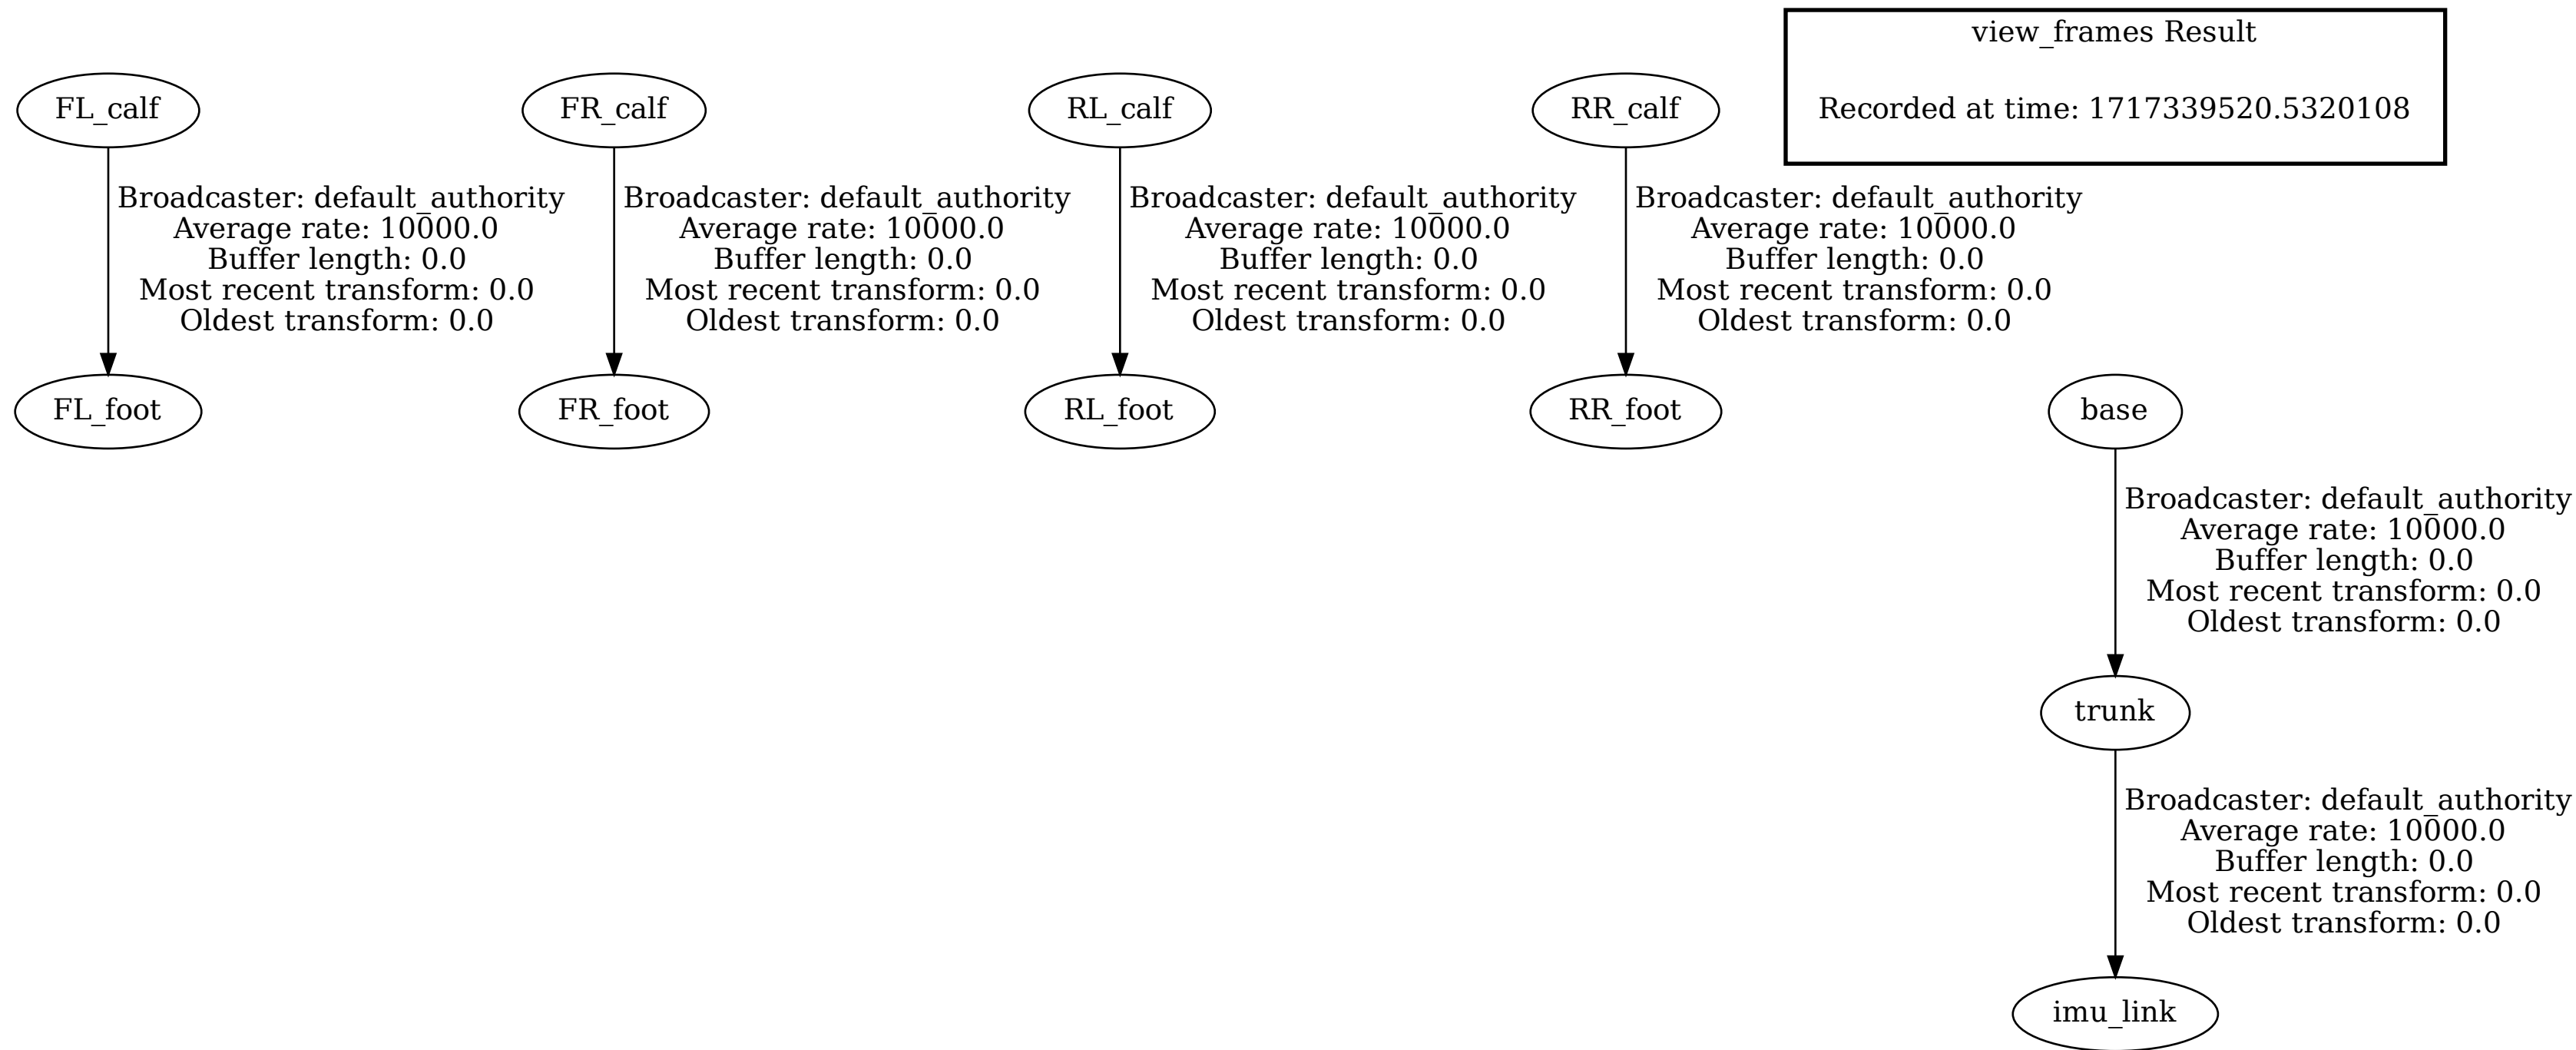 view_frames Result
Recorded at time: 1717339520.5320108
FL_calf
FR_calf
RL_calf
RR_calf
Broadcaster: default_authority
Average rate: 10000.0
Buffer length: 0.0
Most recent transform: 0.0
Oldest transform: 0.0
Broadcaster: default_authority
Average rate: 10000.0
Buffer length: 0.0
Most recent transform: 0.0
Oldest transform: 0.0
Broadcaster: default_authority
Average rate: 10000.0
Buffer length: 0.0
Most recent transform: 0.0
Oldest transform: 0.0
Broadcaster: default_authority
Average rate: 10000.0
Buffer length: 0.0
Most recent transform: 0.0
Oldest transform: 0.0
FL_foot
FR_foot
RL_foot
RR_foot
base
Broadcaster: default_authority
Average rate: 10000.0
Buffer length: 0.0
Most recent transform: 0.0
Oldest transform: 0.0
trunk
Broadcaster: default_authority
Average rate: 10000.0
Buffer length: 0.0
Most recent transform: 0.0
Oldest transform: 0.0
imu_link